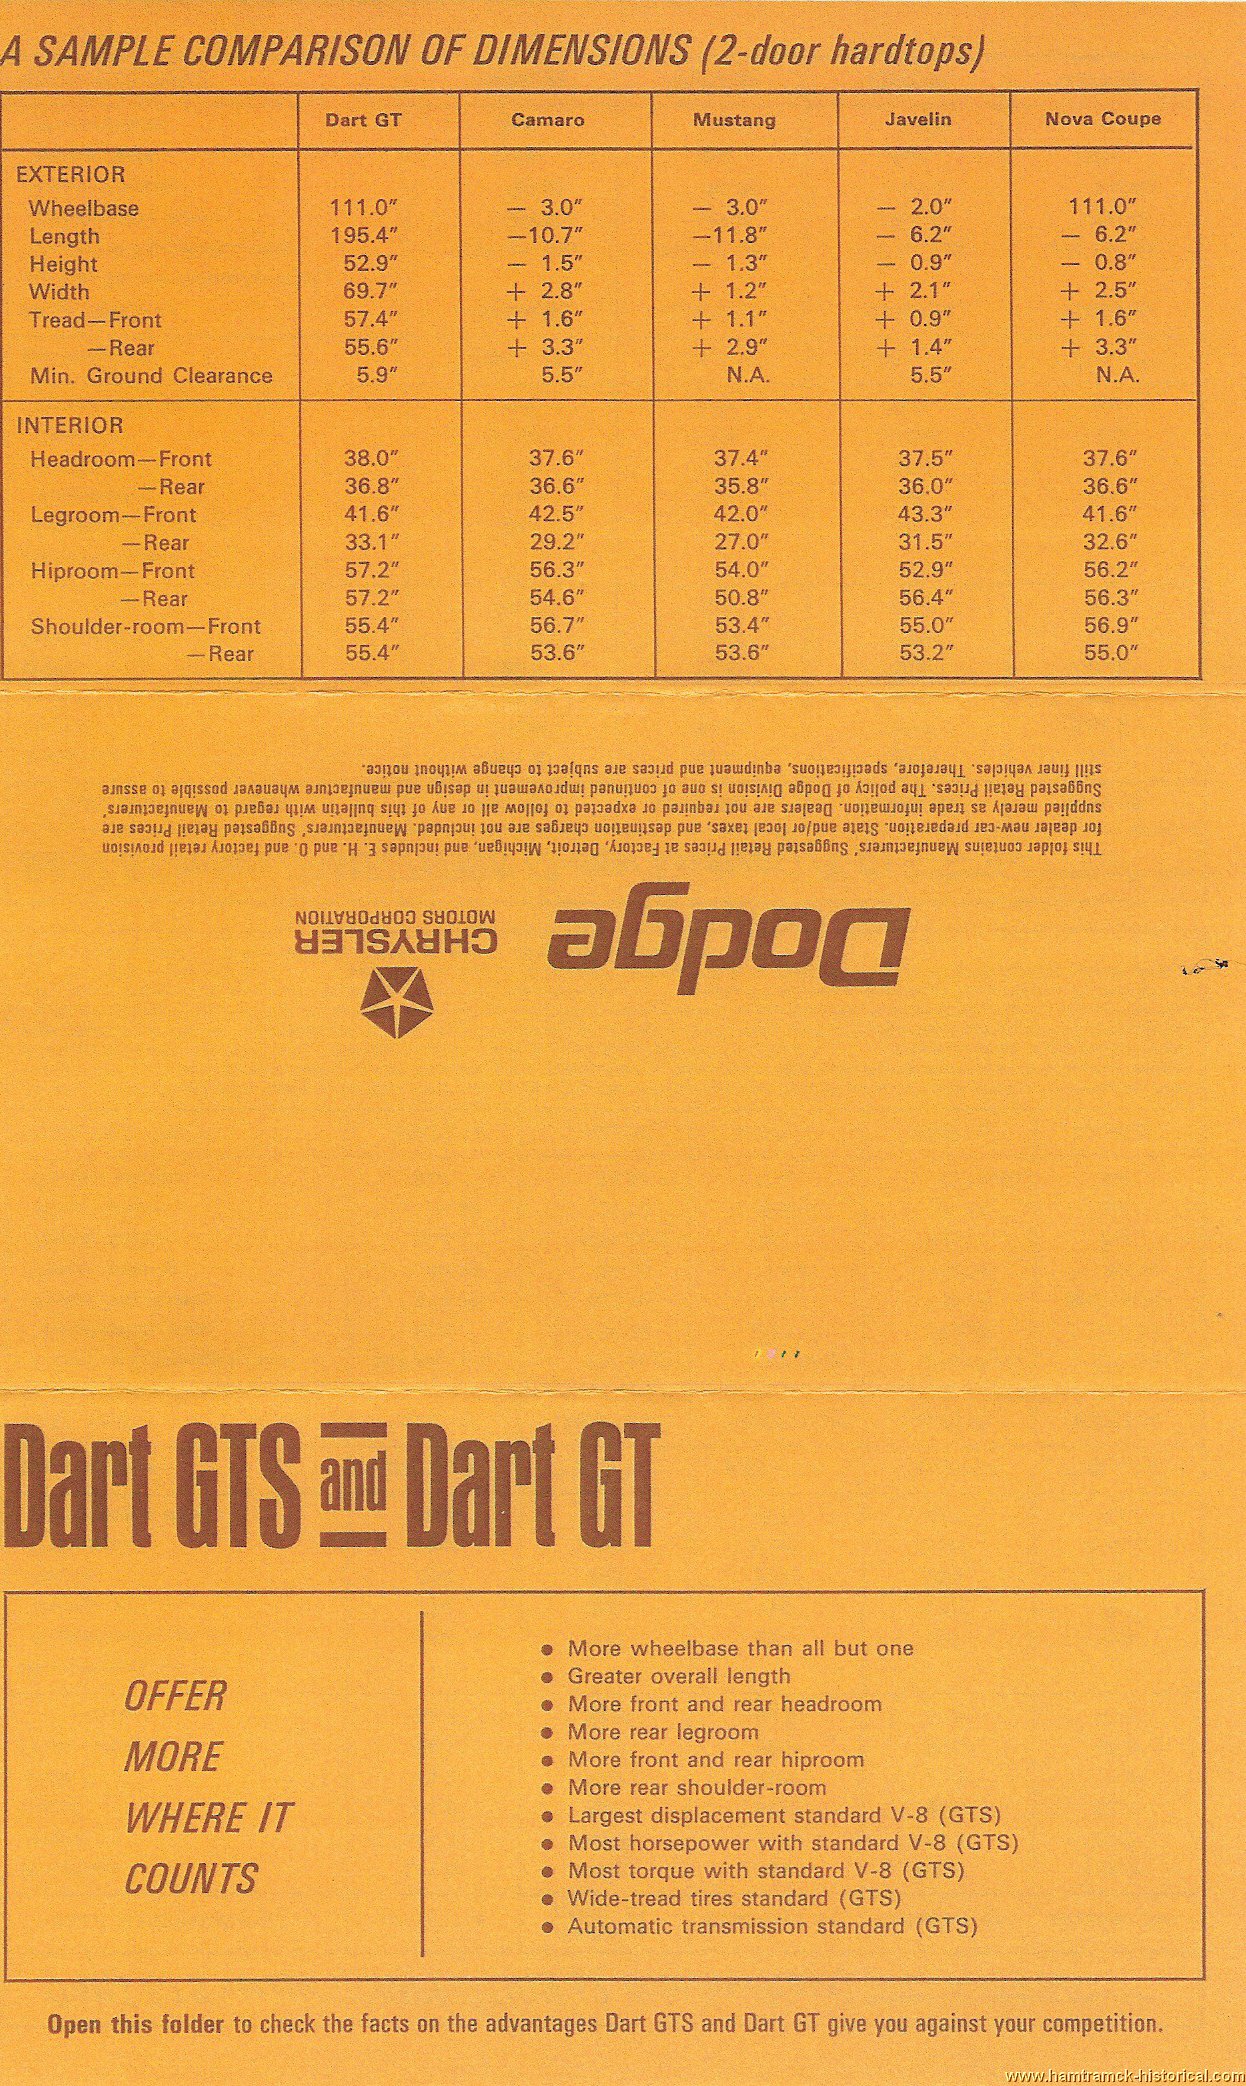 A SAMPLE COMPARISON OF DIMENSIONS (2-door hardtops)
Dart GT Camaro Mustang Javelin Nova Coupe
EXTERIOR
Wheelbase 111.0″ — 3.0″ — 3.0″ — 2.0″ 111.0″
Length 195.4″ —10.7″ —11.8″ — 6.2″ — 6.2″
Height 52.9″ — 1.5″ — 1.3″ — 0.9″ — 0.8″
Width 69.7″ + 2.8″ + 1.2″ + 2.1″ + 2.5″
Tread—Front 57.4″ + 1.6″ + 1.1″ + 0.9″ + 1.6″
—Rear 55.6″ + 3.3″ + 2.9″ + 1.4″ + 3.3″
Min. Ground Clearance 5.9″ 5.5″ N.A. 5.5″ N.A.
INTERIOR
Headroom—Front 38.0″ 37.6″ 37.4″ 37.5″ 37.6″
—Rear 36.8″ 36.6″ 35.8″ 36.0″ 36.6″
Legroom—Front 41.6″ 42.5″ 42.0″ 43.3″ 41.6″
—Rear 33.1″ 29.2″ 27.0″ 31.5″ 32.6″
Hiproom—Front 57.2″ 56.3″ 54.0″ 52.9″ 56.2″
—Rear 57.2″ 54.6″ 50.8″ 56.4″ 56.3″
Shoulder-room—Front 55.4″ 56.7″ 53.4″ 55.0″ 56.9″
—Rear 55.4″ 53.6″ 53.6″ 53.2″ 55.0″
Dodge
CHRYSLER
MOTORS CORPORATION
This folder contains Manufacturers' Suggested Retail Prices at Factory, Detroit, Michigan, and includes E. H. and O. and factory retail provision
for dealer new-car preparation. State and/or local taxes, and destination charges are not included. Manufacturers' Suggested Retail Prices are
supplied merely as trade information. Dealers are not required or expected to follow all or any of this bulletin with regard to Manufacturers'
Suggested Retail Prices. The policy of Dodge Division is one of continued improvement in design and manufacture whenever possible to assure
still finer vehicles. Therefore, specifications, equipment and prices are subject to change without notice.
Dart GTS and Dart GT
OFFER
MORE
WHERE IT
COUNTS
● More wheelbase than all but one
● Greater overall length
● More front and rear headroom
● More rear legroom
● More front and rear hiproom
● More rear shoulder-room
● Largest displacement standard V-8 (GTS)
● Most horsepower with standard V-8 (GTS)
● Most torque with standard V-8 (GTS)
● Wide-tread tires standard (GTS)
● Automatic transmission standard (GTS)
Open this folder to check the facts on the advantages Dart GTS and Dart GT give you against your competition.
www.hamtramck-historical.com